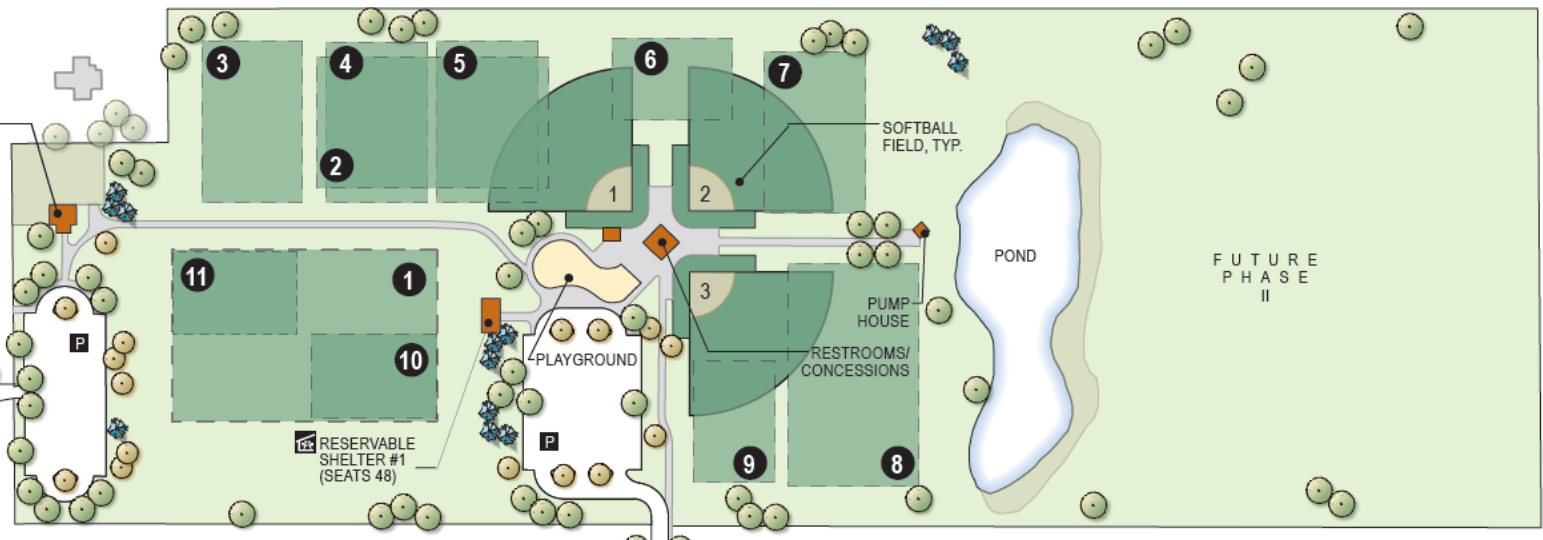 3
4
5
6
7
2
SOFTBALL
FIELD, TYP.
1
2
11
1
3
10
9
8
P
P
PLAYGROUND
RESERVABLE
SHELTER #1
(SEATS 48)
PUMP
HOUSE
RESTROOMS/
CONCESSIONS
POND
FUTURE
PHASE
II